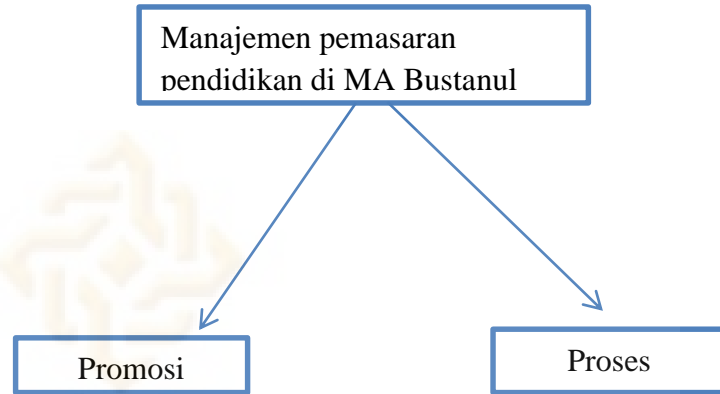 Manajemen pemasaran
pendidikan di MA Bustanul
Promosi
Proses